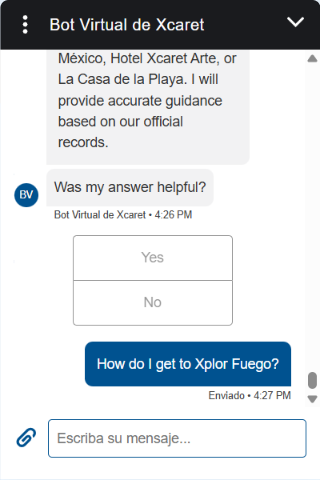 Bot Virtual de Xcaret
México, Hotel Xcaret Arte, or
La Casa de la Playa. I will
provide accurate guidance
based on our official
records.
Was my answer helpful?
BV
Bot Virtual de Xcaret • 4:26 PM
Yes
No
How do I get to Xplor Fuego?
Enviado • 4:27 PM
Escriba su mensaje...